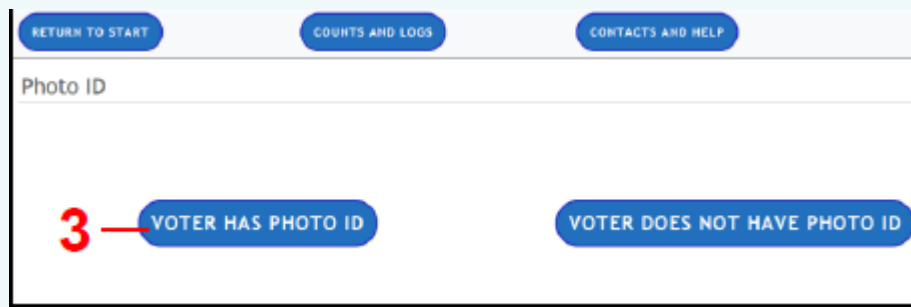 RETURN TO START COUNTS AND LOGS CONTACTS AND HELP
Photo ID
3 VOTER HAS PHOTO ID VOTER DOES NOT HAVE PHOTO ID